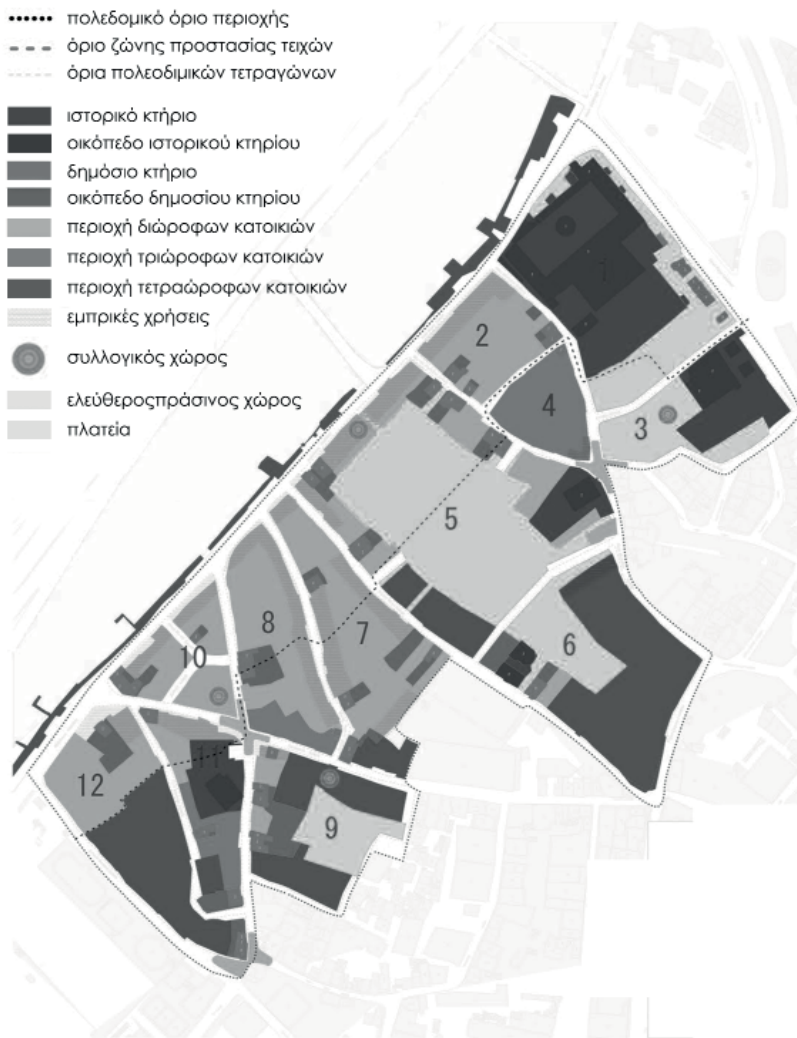 πολεδομικό όριο περιοχής
όριο ζώνης προστασίας τειχών
όρια πολεοδιμικών τετραγώνων
ιστορικό κτήριο
οικόπεδο ιστορικού κτηρίου
δημόσιο κτήριο
οικόπεδο δημοσίου κτηρίου
περιοχή διώροφων κατοικιών
περιοχή τριώροφων κατοικιών
περιοχή τετραώροφων κατοικιών
εμπρικές χρήσεις
συλλογικός χώρος
ελεύθεροςπράσινος χώρος
πλατεία
1
2
4
3
5
6
8
7
10
11
12
9